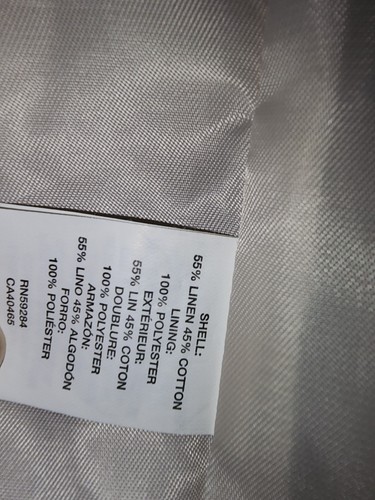 SHELL:
55% LINEN 45% COTTON
LINING:
100% POLYESTER
EXTÉRIEUR:
55% LIN 45% COTON
DOUBLURE:
100% POLYESTER
ARMAZÓN:
55% LINO 45% ALGODÓN
FORRO:
100% POLIÉSTER
RN59284
CA40465